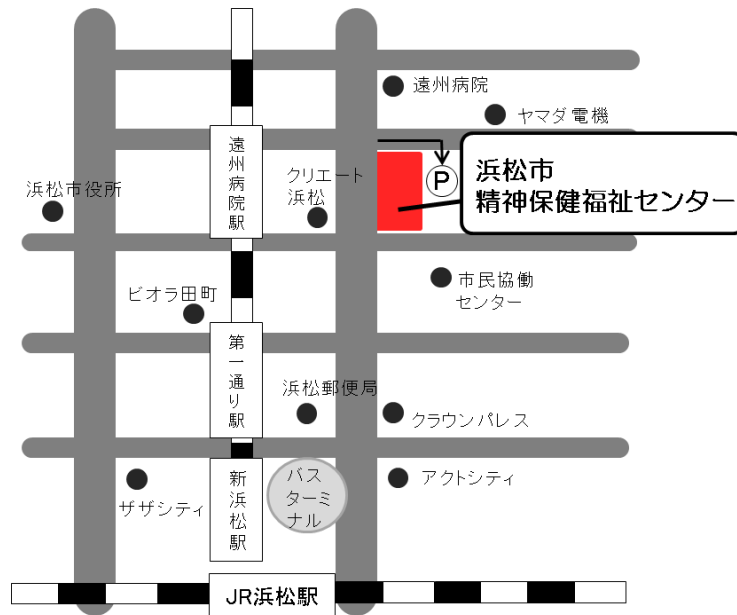 遠州病院
ヤマダ電機
遠州病院駅
クリエート
浜松
P
浜松市
精神保健福祉センター
浜松市役所
市民協働
センター
ビオラ田町
第一通り駅
浜松郵便局
クラウンパレス
ザザシティ
新浜松駅
バス
ターミ
ナル
アクトシティ
JR浜松駅